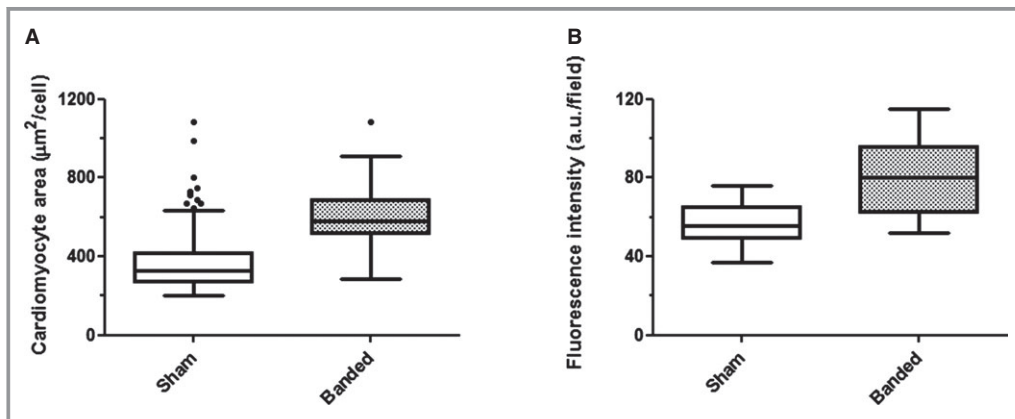 A
Cardiomyocyte area (µm²/cell)
1200
800
400
0
Sham
Banded
B
Fluorescence intensity (a.u./field)
120
80
40
0
Sham
Banded